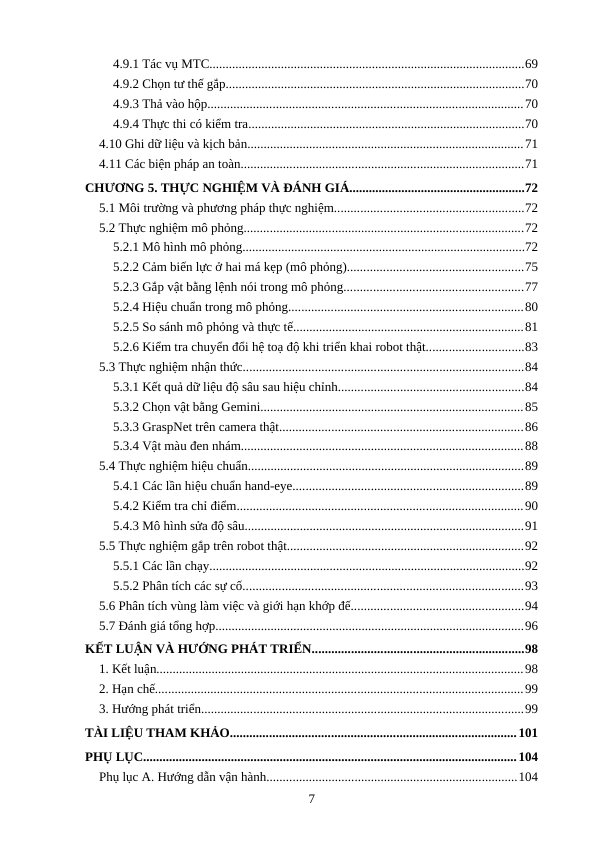 4.9.1 Tác vụ MTC................................................................................................69
4.9.2 Chọn tư thế gắp...........................................................................................70
4.9.3 Thả vào hộp................................................................................................70
4.9.4 Thực thi có kiểm tra....................................................................................70
4.10 Ghi dữ liệu và kịch bản....................................................................................71
4.11 Các biện pháp an toàn......................................................................................71
CHƯƠNG 5. THỰC NGHIỆM VÀ ĐÁNH GIÁ......................................................72
5.1 Môi trường và phương pháp thực nghiệm..........................................................72
5.2 Thực nghiệm mô phỏng.....................................................................................72
5.2.1 Mô hình mô phỏng......................................................................................72
5.2.2 Cảm biến lực ở hai má kẹp (mô phỏng)......................................................75
5.2.3 Gắp vật bằng lệnh nói trong mô phỏng.......................................................77
5.2.4 Hiệu chuẩn trong mô phỏng........................................................................80
5.2.5 So sánh mô phỏng và thực tế......................................................................81
5.2.6 Kiểm tra chuyển đổi hệ toạ độ khi triển khai robot thật..............................83
5.3 Thực nghiệm nhận thức.....................................................................................84
5.3.1 Kết quả dữ liệu độ sâu sau hiệu chỉnh.........................................................84
5.3.2 Chọn vật bằng Gemini................................................................................85
5.3.3 GraspNet trên camera thật..........................................................................86
5.3.4 Vật màu đen nhám......................................................................................88
5.4 Thực nghiệm hiệu chuẩn....................................................................................89
5.4.1 Các lần hiệu chuẩn hand-eye......................................................................89
5.4.2 Kiểm tra chỉ điểm.......................................................................................90
5.4.3 Mô hình sửa độ sâu.....................................................................................91
5.5 Thực nghiệm gắp trên robot thật........................................................................92
5.5.1 Các lần chạy................................................................................................92
5.5.2 Phân tích các sự cố......................................................................................93
5.6 Phân tích vùng làm việc và giới hạn khớp đế.....................................................94
5.7 Đánh giá tổng hợp..............................................................................................96
KẾT LUẬN VÀ HƯỚNG PHÁT TRIỂN.................................................................98
1. Kết luận................................................................................................................98
2. Hạn chế................................................................................................................99
3. Hướng phát triển..................................................................................................99
TÀI LIỆU THAM KHẢO........................................................................................101
PHỤ LỤC..................................................................................................................104
Phụ lục A. Hướng dẫn vận hành.............................................................................104
7